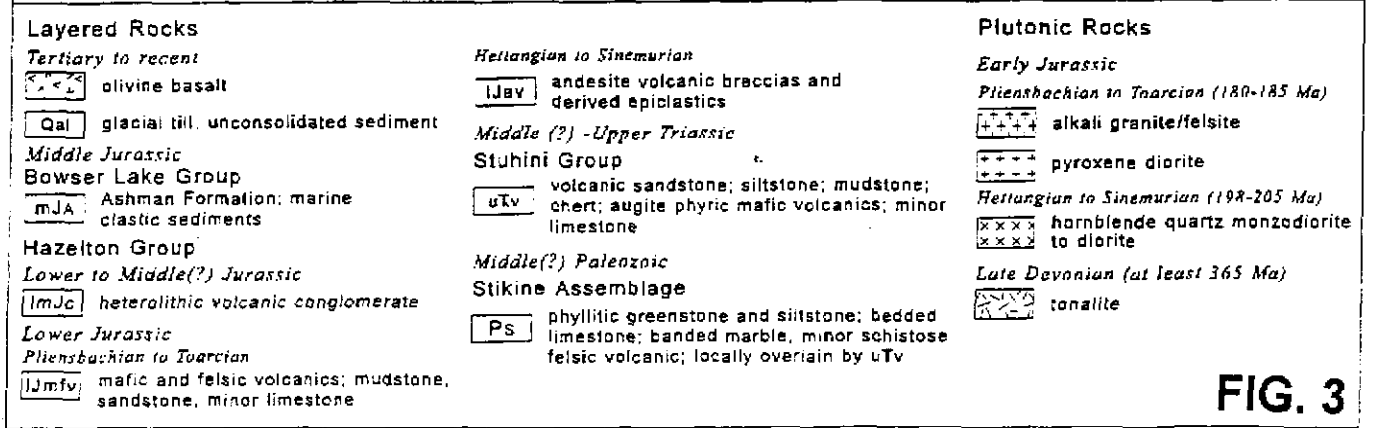 Layered Rocks
Tertiary to recent
olivine basalt
Qal glacial till, unconsolidated sediment
Middle Jurassic
Bowser Lake Group
mJA Ashman Formation; marine
clastic sediments
Hazelton Group
Lower to Middle(?) Jurassic
lmJc heterolithic volcanic conglomerate
Lower Jurassic
Pliensbachian to Toarcian
lJmfv mafic and felsic volcanics; mudstone,
sandstone, minor limestone
Hettangian to Sinemurian
lJav andesite volcanic breccias and
derived epiclastics
Middle (?) -Upper Triassic
Stuhini Group
uTv volcanic sandstone; siltstone; mudstone;
chert; augite phyric mafic volcanics; minor
limestone
Middle(?) Paleozoic
Stikine Assemblage
Ps phyllitic greenstone and siltstone; bedded
limestone; banded marble, minor schistose
felsic volcanic; locally overlain by uTv
Plutonic Rocks
Early Jurassic
Pliensbachian to Toarcian (180-185 Ma)
alkali granite/felsite
pyroxene diorite
Hettangian to Sinemurian (198-205 Ma)
hornblende quartz monzodiorite
to diorite
Late Devonian (at least 365 Ma)
tonalite
FIG. 3